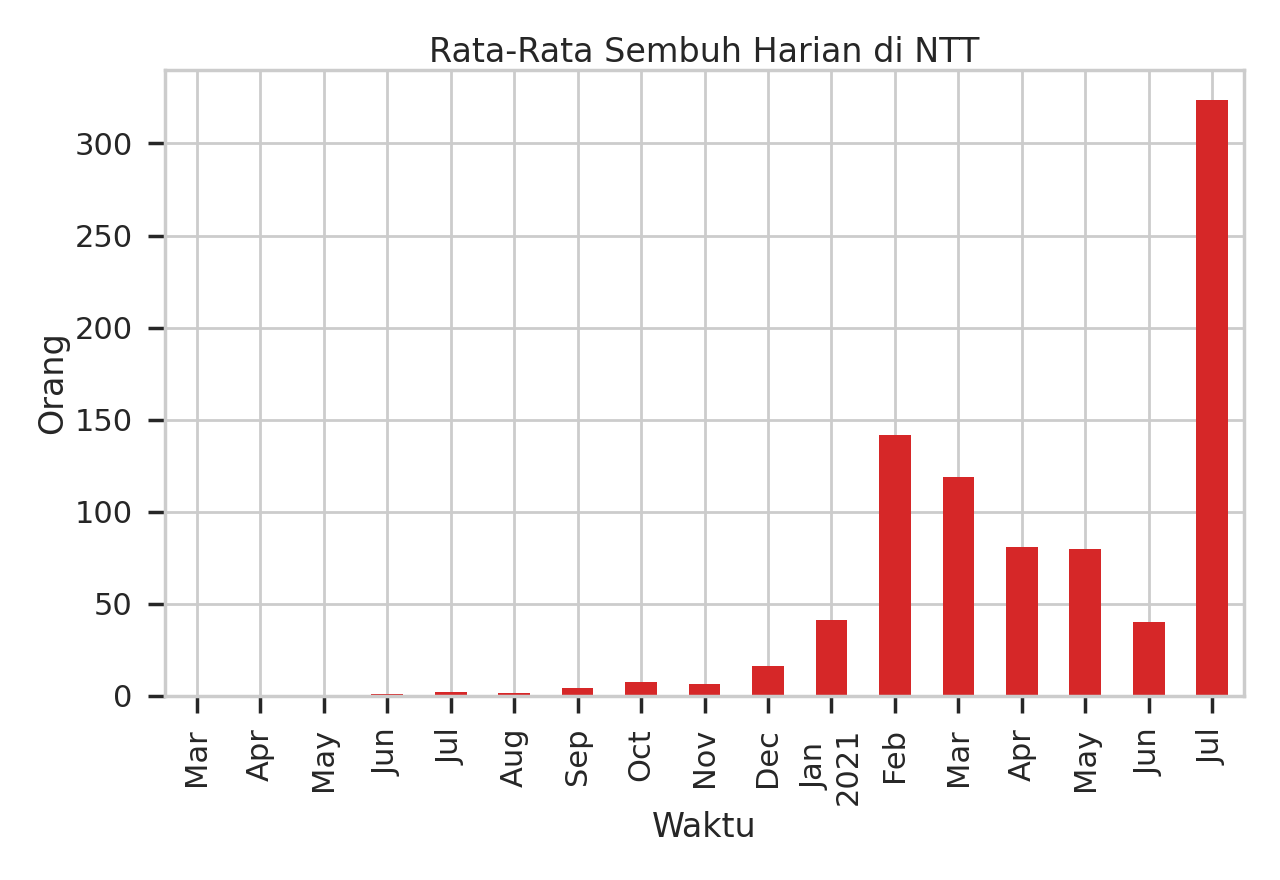 Rata-Rata Sembuh Harian di NTT
Orang
300
250
200
150
100
50
0
Mar
Apr
May
Jun
Jul
Aug
Sep
Oct
Nov
Dec
Jan
2021
Feb
Mar
Apr
May
Jun
Jul
Waktu